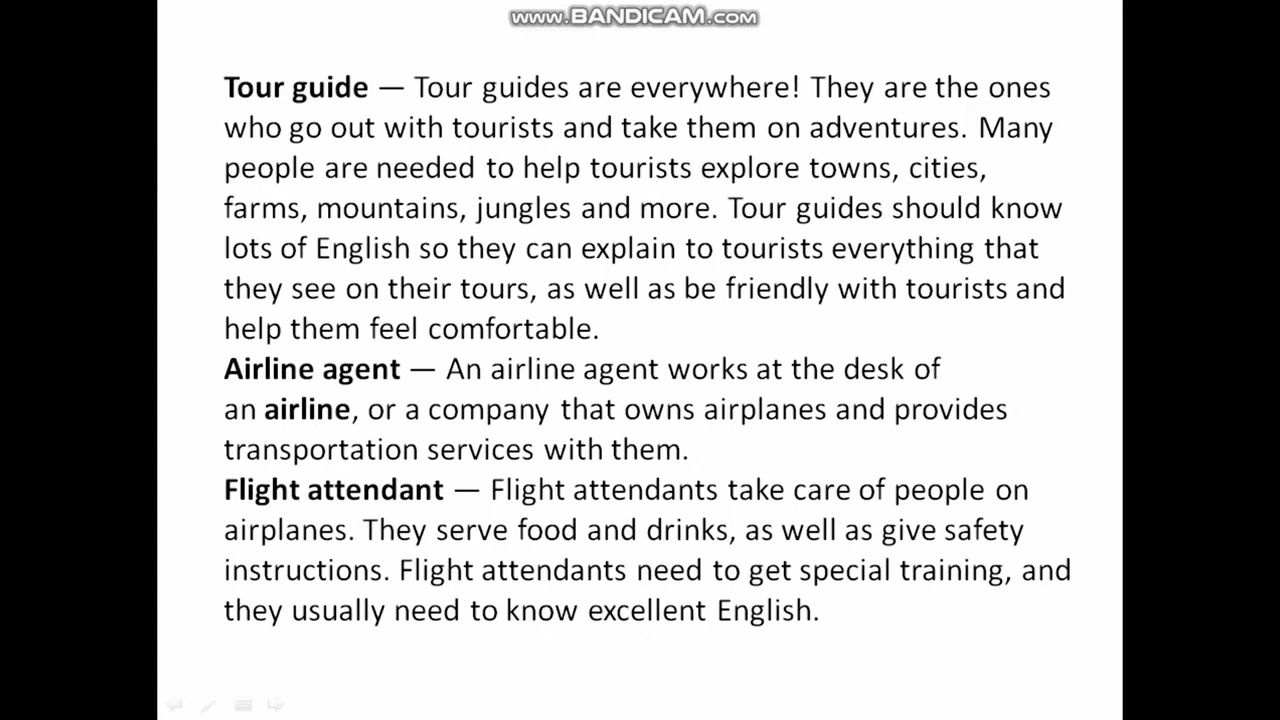 www.BANDICAM.com
Tour guide — Tour guides are everywhere! They are the ones
who go out with tourists and take them on adventures. Many
people are needed to help tourists explore towns, cities,
farms, mountains, jungles and more. Tour guides should know
lots of English so they can explain to tourists everything that
they see on their tours, as well as be friendly with tourists and
help them feel comfortable.
Airline agent — An airline agent works at the desk of
an airline, or a company that owns airplanes and provides
transportation services with them.
Flight attendant — Flight attendants take care of people on
airplanes. They serve food and drinks, as well as give safety
instructions. Flight attendants need to get special training, and
they usually need to know excellent English.